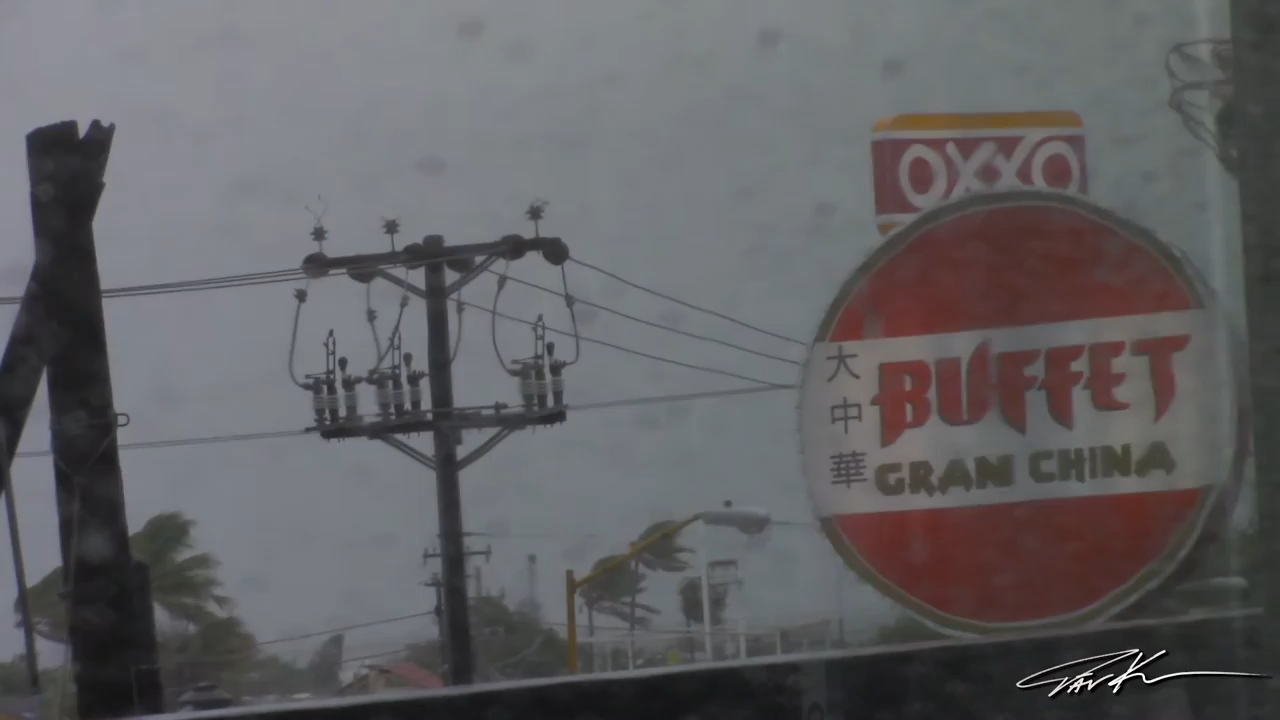 OXXO
大中華
BUFFET
GRAN CHINA